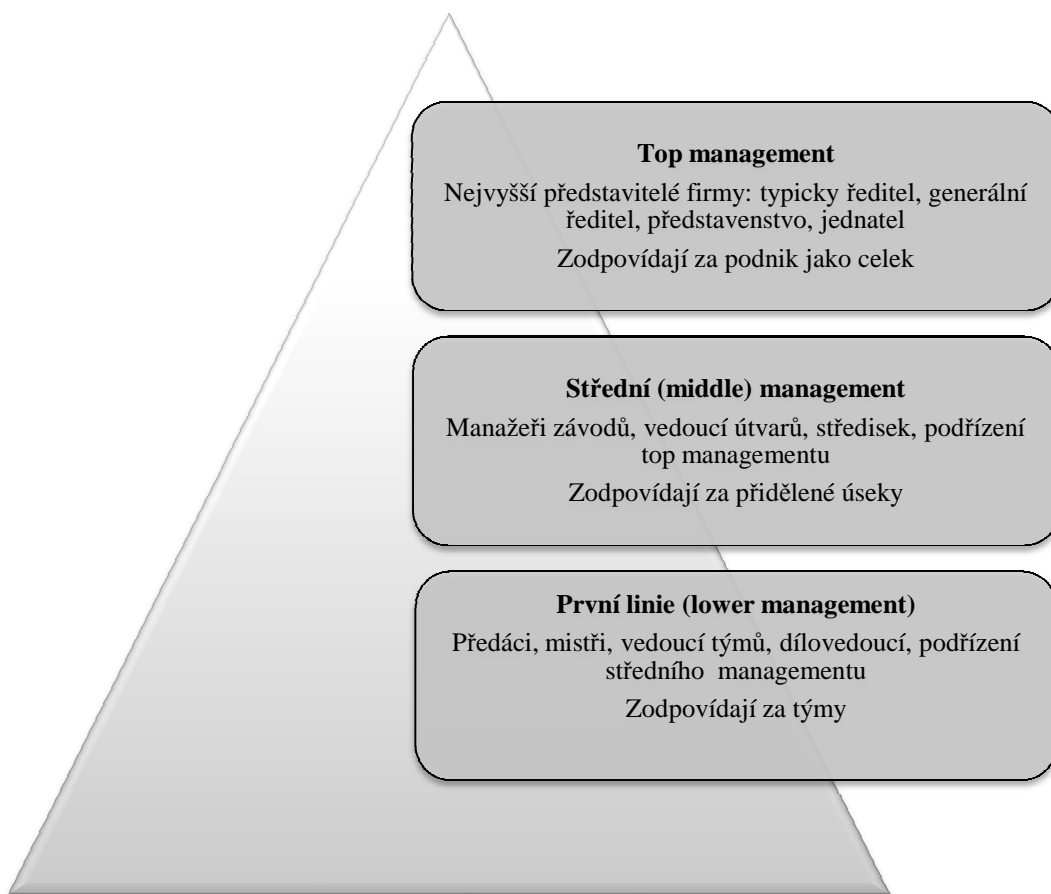 Top management
Nejvyšší představitelé firmy: typicky ředitel, generální
ředitel, představenstvo, jednatel
Zodpovídají za podnik jako celek
Střední (middle) management
Manažeři závodů, vedoucí útvarů, středisek, podřízení
top managementu
Zodpovídají za přidělené úseky
První linie (lower management)
Předáci, mistři, vedoucí týmů, dílovedoucí, podřízení
středního managementu
Zodpovídají za týmy